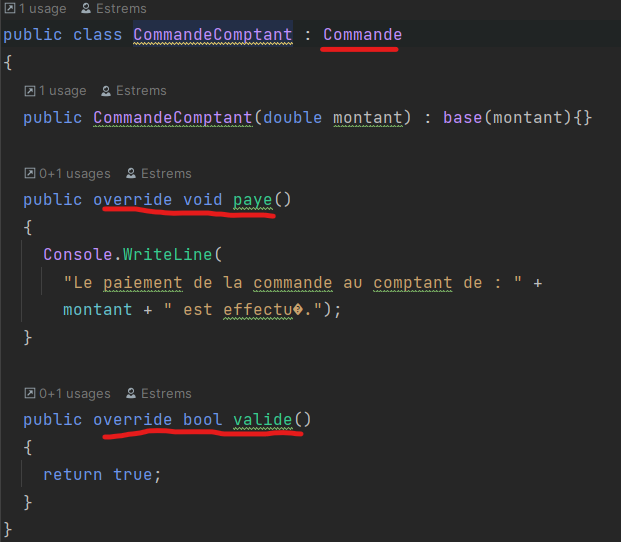 1 usage Estrems
public class CommandeComptant : Commande
{
1 usage Estrems
public CommandeComptant(double montant) : base(montant){}
0+1 usages Estrems
public override void paye()
{
Console.WriteLine(
"Le paiement de la commande au comptant de : " +
montant + " est effectu�.");
}
0+1 usages Estrems
public override bool valide()
{
return true;
}
}